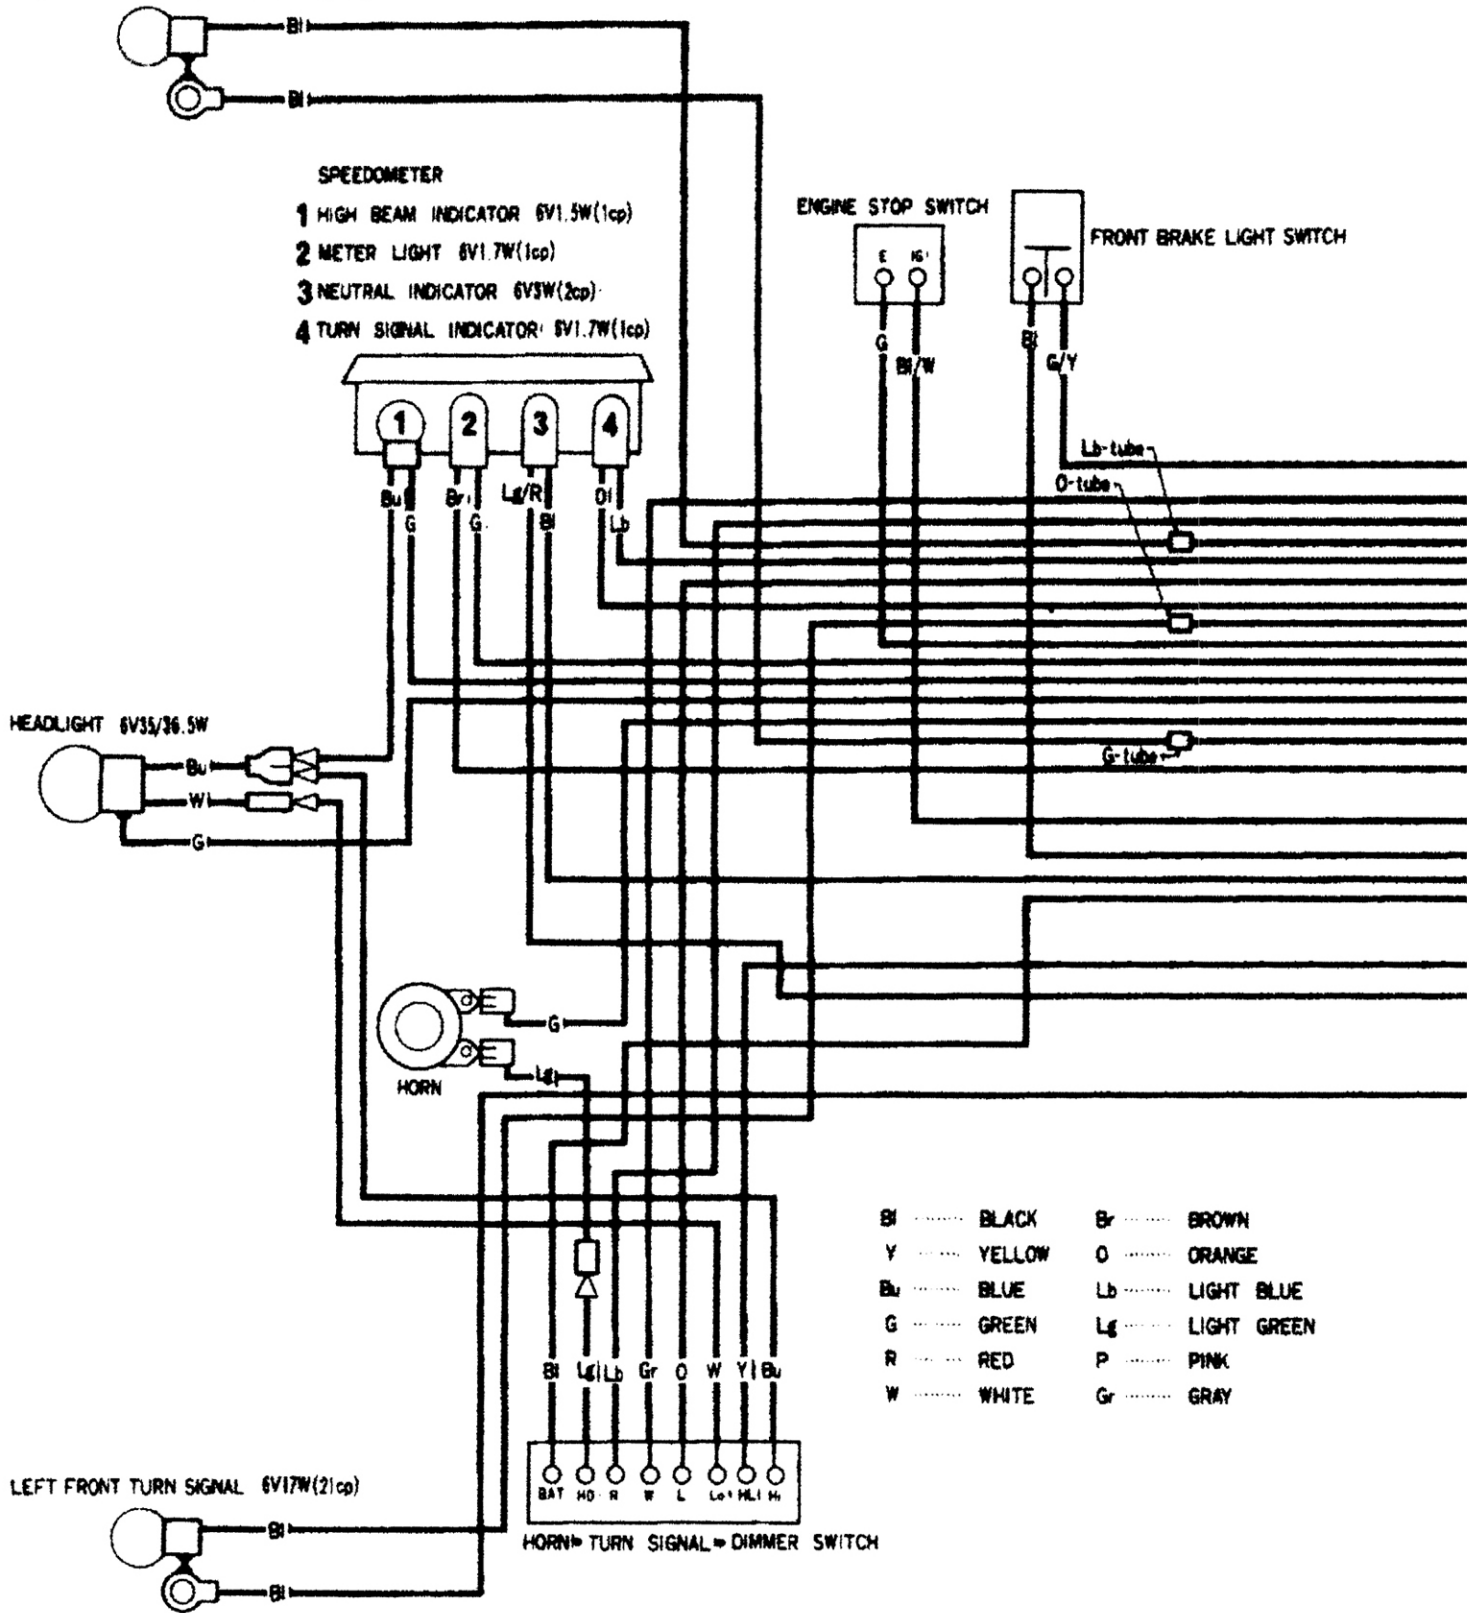 Bl
Bl
SPEEDOMETER
1 HIGH BEAM INDICATOR 6V1.5W(1cp)
2 METER LIGHT 6V1.7W(1cp)
3 NEUTRAL INDICATOR 6V3W(2cp)
4 TURN SIGNAL INDICATOR 6V1.7W(1cp)
ENGINE STOP SWITCH
E IG
FRONT BRAKE LIGHT SWITCH
G Bl/W Bl G/Y
1 2 3 4
Lb-tube
O-tube
Bu G Br G Lg/R Bl O Lb
HEADLIGHT 6V35/36.5W
Bu
W
G
G-tube
G
Lg
HORN
Bl BLACK Br BROWN
Y YELLOW O ORANGE
Bu BLUE Lb LIGHT BLUE
G GREEN Lg LIGHT GREEN
R RED P PINK
W WHITE Gr GRAY
Bl Lg Lb Gr O W Y Bu
BAT HO R W L Lo HL Hi
HORN TURN SIGNAL DIMMER SWITCH
LEFT FRONT TURN SIGNAL 6V17W(21cp)
Bl
Bl